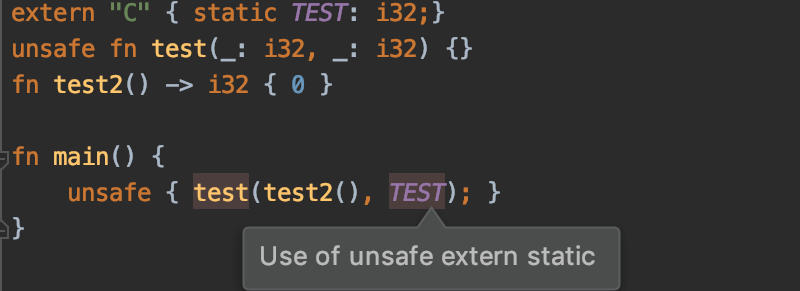 extern "C" { static TEST: i32;}
unsafe fn test(_: i32, _: i32) {}
fn test2() -> i32 { 0 }
fn main() {
unsafe { test(test2(), TEST); }
}
Use of unsafe extern static